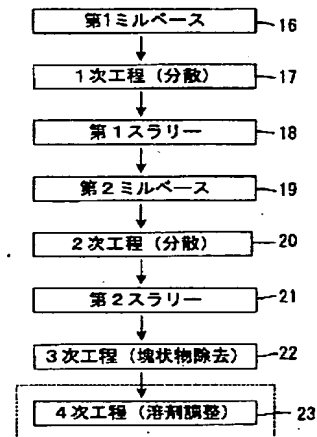 第1ミルベース 16
1次工程（分散） 17
第1スラリー 18
第2ミルベース 19
2次工程（分散） 20
第2スラリー 21
3次工程（塊状物除去） 22
4次工程（溶剤調整） 23